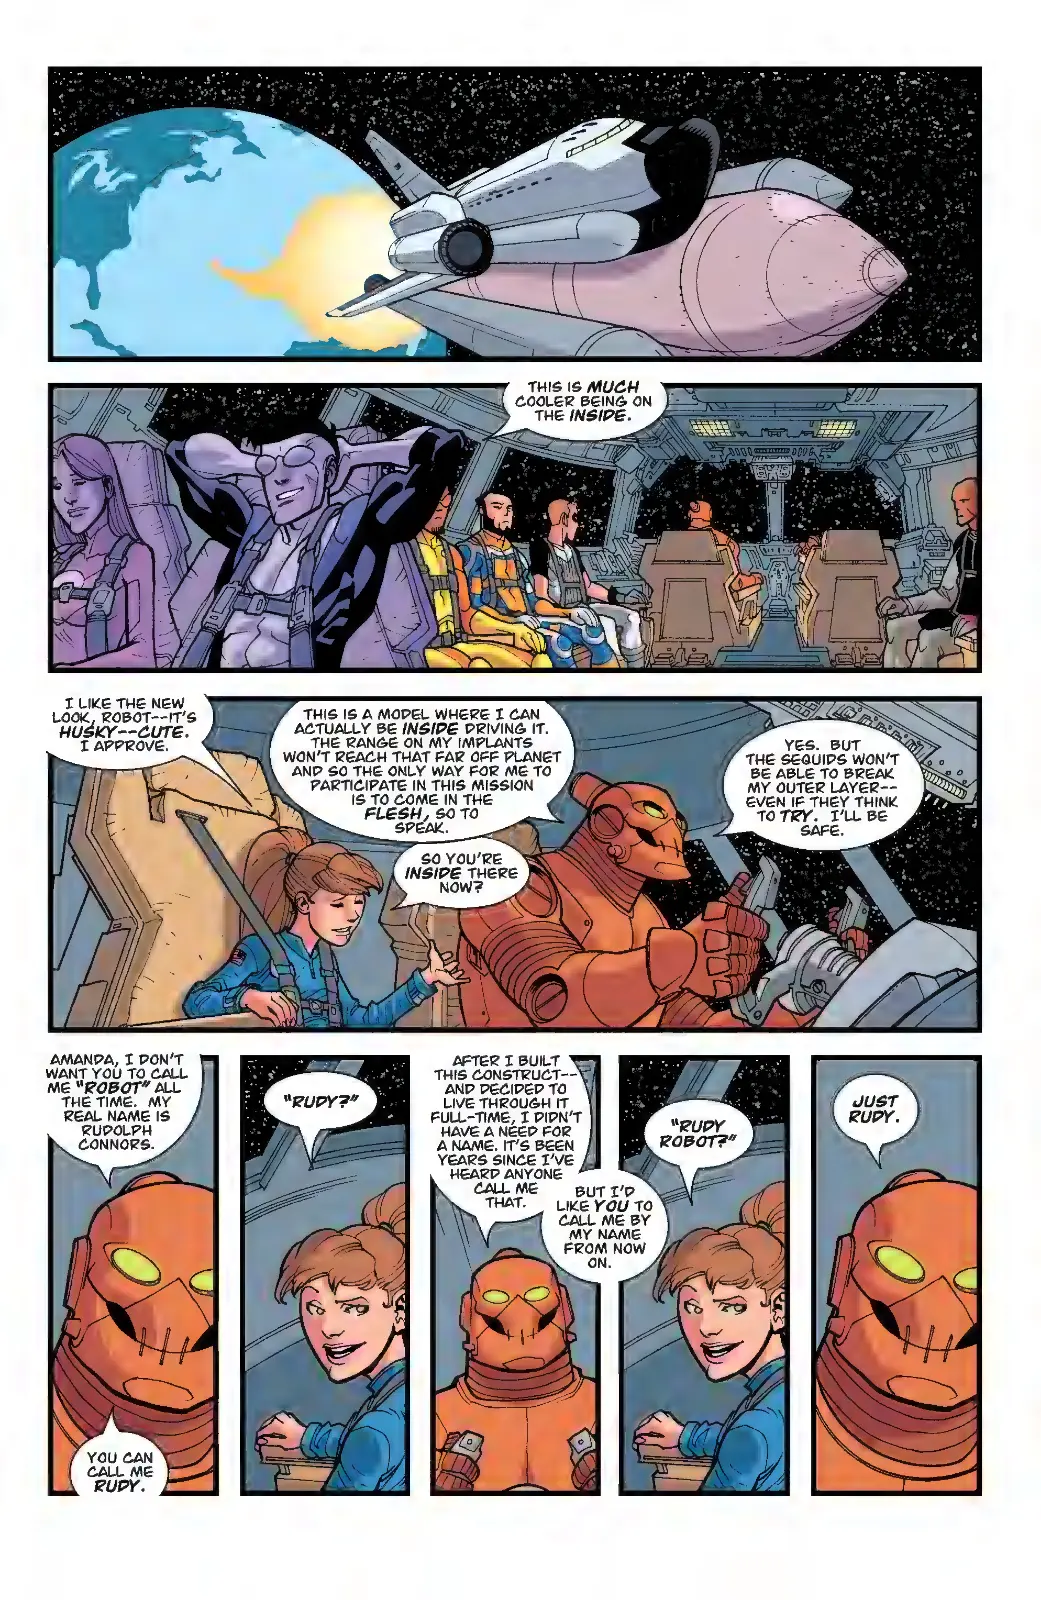 THIS IS MUCH
COOLER BEING ON
THE INSIDE.
I LIKE THE NEW
LOOK, ROBOT--IT'S
HUSKY--CUTE.
I APPROVE.
THIS IS A MODEL WHERE I CAN
ACTUALLY BE INSIDE DRIVING IT.
THE RANGE ON MY IMPLANTS
WON'T REACH THAT FAR OFF PLANET
AND SO THE ONLY WAY FOR ME TO
PARTICIPATE IN THIS MISSION
IS TO COME IN THE
FLESH, SO TO
SPEAK.
SO YOU'RE
INSIDE THERE
NOW?
YES. BUT
THE SEQUIDS WON'T
BE ABLE TO BREAK
MY OUTER LAYER--
EVEN IF THEY THINK
TO TRY. I'LL BE
SAFE.
AMANDA, I DON'T
WANT YOU TO CALL
ME "ROBOT" ALL
THE TIME. MY
REAL NAME IS
RUDOLPH
CONNORS.
YOU CAN
CALL ME
RUDY.
"RUDY?"
AFTER I BUILT
THIS CONSTRUCT--
AND DECIDED TO
LIVE THROUGH IT
FULL-TIME, I DIDN'T
HAVE A NEED FOR
A NAME. IT'S BEEN
YEARS SINCE I'VE
HEARD ANYONE
CALL ME
THAT.
BUT I'D
LIKE YOU TO
CALL ME BY
MY NAME
FROM NOW
ON.
"RUDY
ROBOT?"
JUST
RUDY.